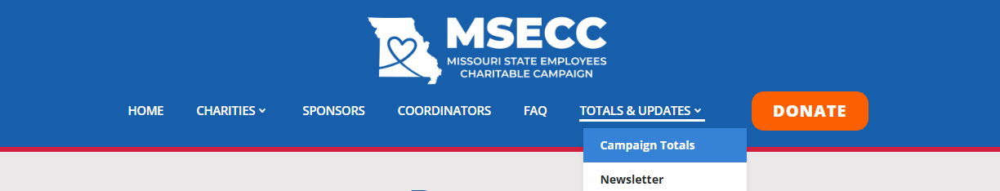 MSECC
MISSOURI STATE EMPLOYEES
CHARITABLE CAMPAIGN
HOME CHARITIES SPONSORS COORDINATORS FAQ TOTALS & UPDATES DONATE
Campaign Totals
Newsletter